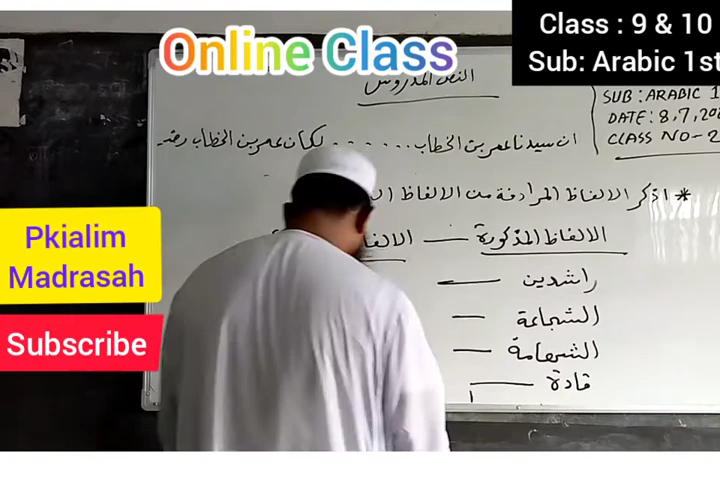 Online Class
Class : 9 & 10
Sub: Arabic 1st
النص المدروس
SUB: ARABIC 1
DATE: 8,7,20
CLASS NO-2
ان سيدنا عمر بن الخطاب ...... لكان عمر بن الخطاب رضـ
* اذكر الالفاظ المرادفة من الالفاظ
الالفاظ المذكورة — الالفا
راشدين —
الشجاعة —
الشهامة —
قادة —
Pkialim
Madrasah
Subscribe